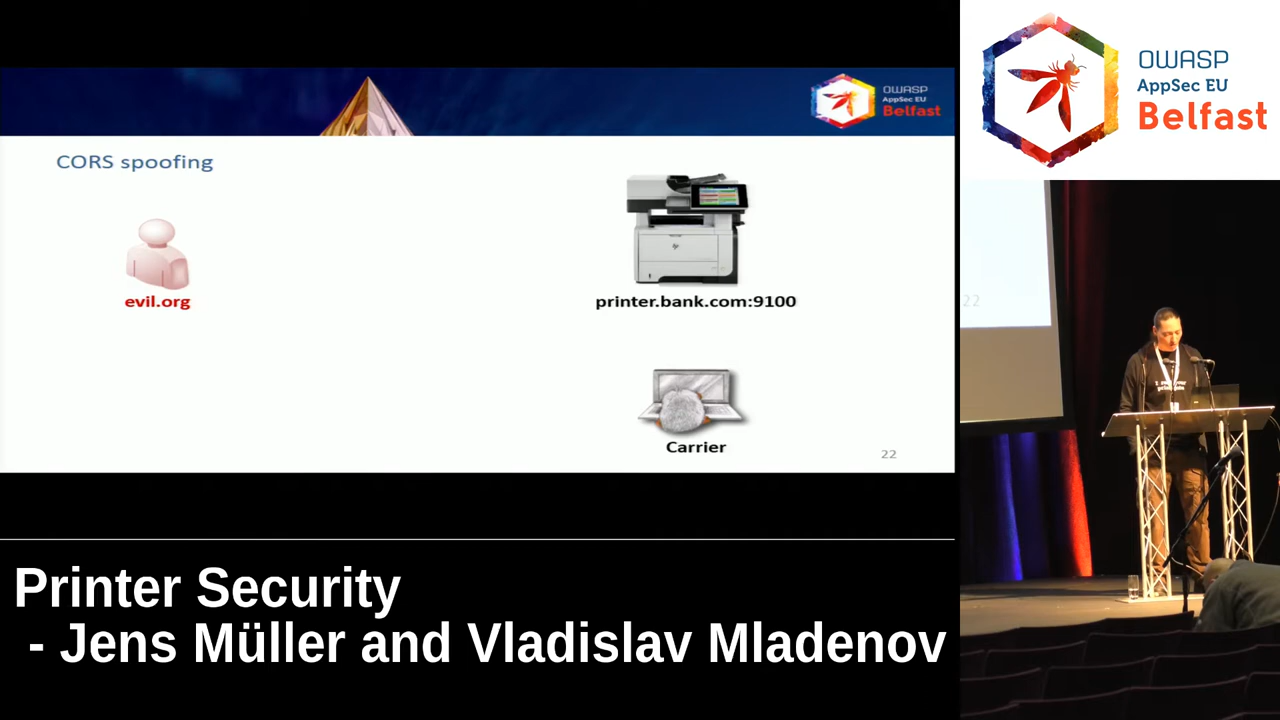 OWASP
AppSec EU
Belfast
CORS spoofing
evil.org
printer.bank.com:9100
Carrier
22
Printer Security
- Jens Müller and Vladislav Mladenov
OWASP
AppSec EU
Belfast
22